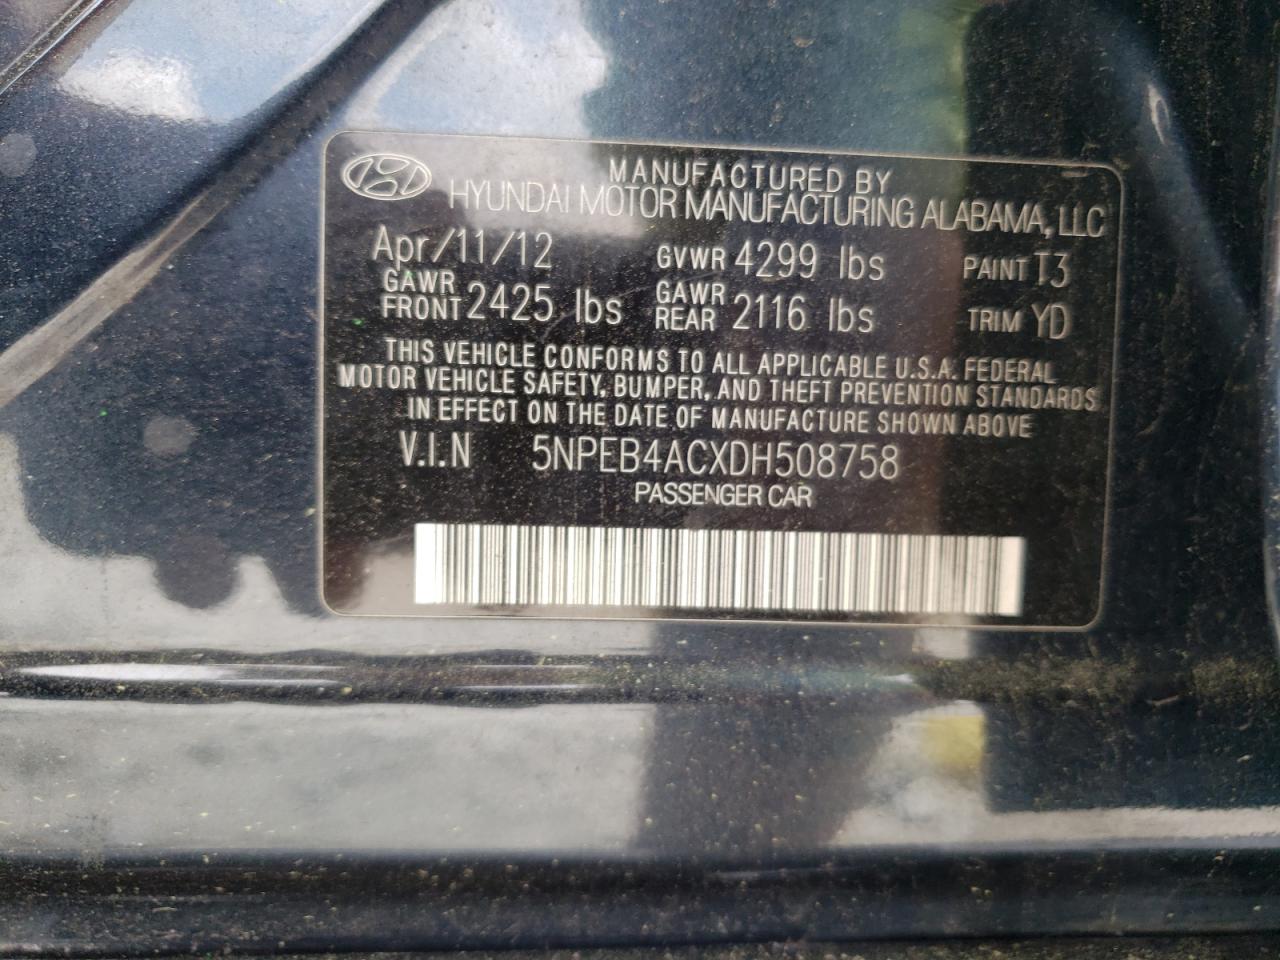 MANUFACTURED BY
HYUNDAI MOTOR MANUFACTURING ALABAMA, LLC
Apr/11/12 GVWR 4299 lbs PAINT T3
GAWR FRONT 2425 lbs GAWR REAR 2116 lbs TRIM YD
THIS VEHICLE CONFORMS TO ALL APPLICABLE U.S.A. FEDERAL
MOTOR VEHICLE SAFETY, BUMPER, AND THEFT PREVENTION STANDARDS
IN EFFECT ON THE DATE OF MANUFACTURE SHOWN ABOVE
V.I.N 5NPEB4ACXDH508758
PASSENGER CAR